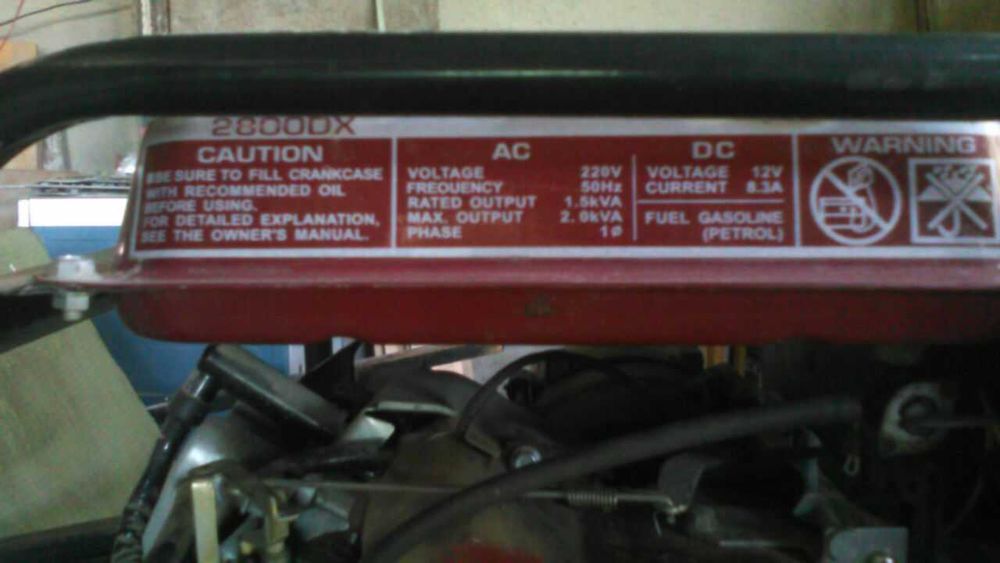 2800DX
CAUTION
BE SURE TO FILL CRANKCASE
WITH RECOMMENDED OIL
BEFORE USING.
FOR DETAILED EXPLANATION,
SEE THE OWNER'S MANUAL.
AC
VOLTAGE 220V
FREQUENCY 50Hz
RATED OUTPUT 1.5kVA
MAX. OUTPUT 2.0kVA
PHASE 1Ø
DC
VOLTAGE 12V
CURRENT 8.3A
FUEL GASOLINE
(PETROL)
WARNING